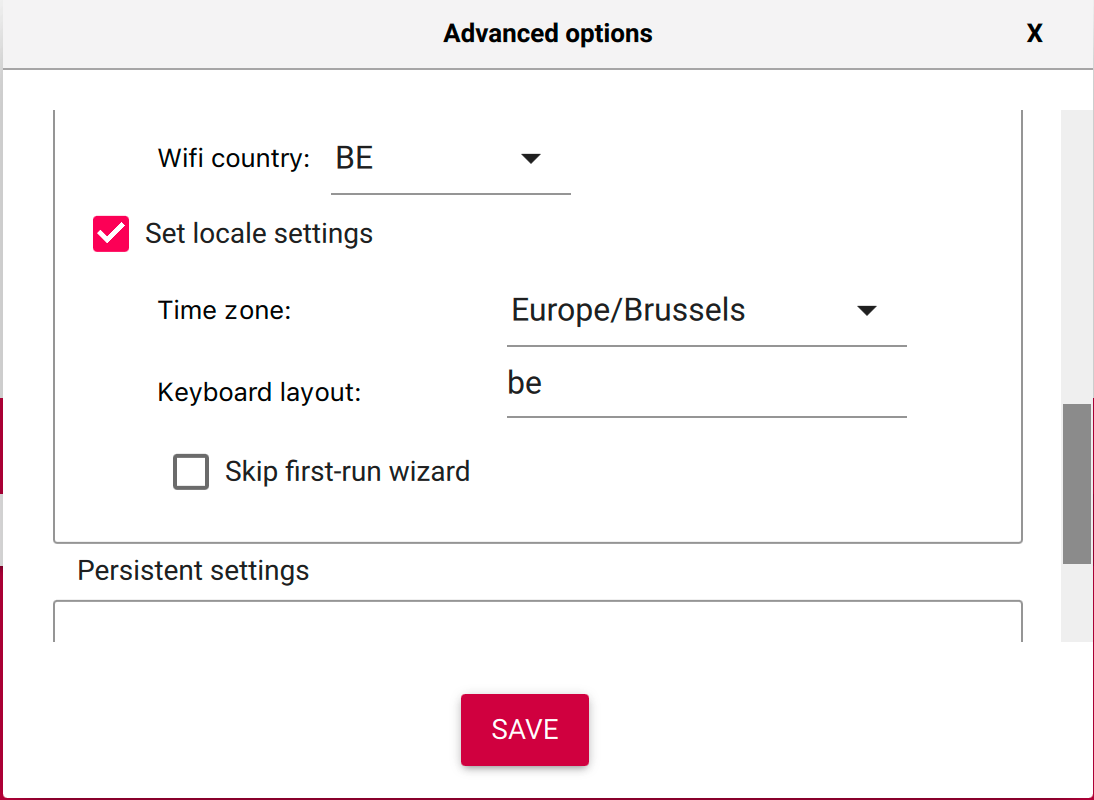 Advanced options X
Wifi country: BE
Set locale settings
Time zone: Europe/Brussels
Keyboard layout: be
Skip first-run wizard
Persistent settings
SAVE